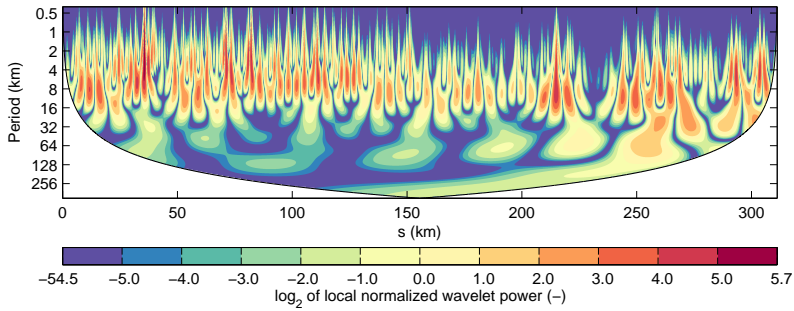 0.5
1
2
4
8
16
32
64
128
256
Period (km)
0 50 100 150 200 250 300
s (km)
−54.5 −5.0 −4.0 −3.0 −2.0 −1.0 0.0 1.0 2.0 3.0 4.0 5.0 5.7
log2 of local normalized wavelet power (−)